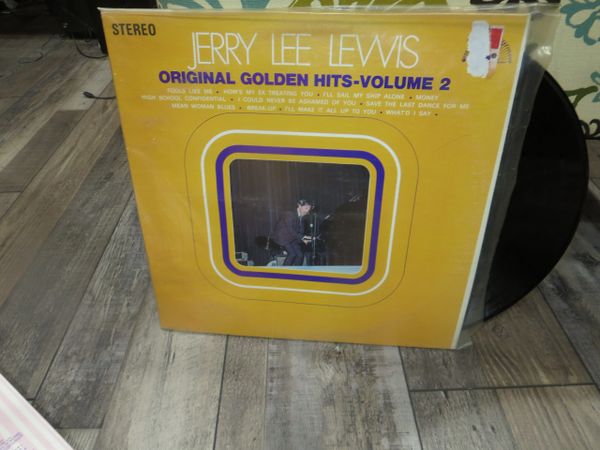 STEREO
JERRY LEE LEWIS
ORIGINAL GOLDEN HITS-VOLUME 2
FOOLS LIKE ME • HOW'S MY EX TREATING YOU • I'LL SAIL MY SHIP ALONE • MONEY
HIGH SCHOOL CONFIDENTIAL • I COULD NEVER BE ASHAMED OF YOU • SAVE THE LAST DANCE FOR ME
MEAN WOMAN BLUES • BREAK-UP • I'LL MAKE IT ALL UP TO YOU • WHAT'D I SAY •